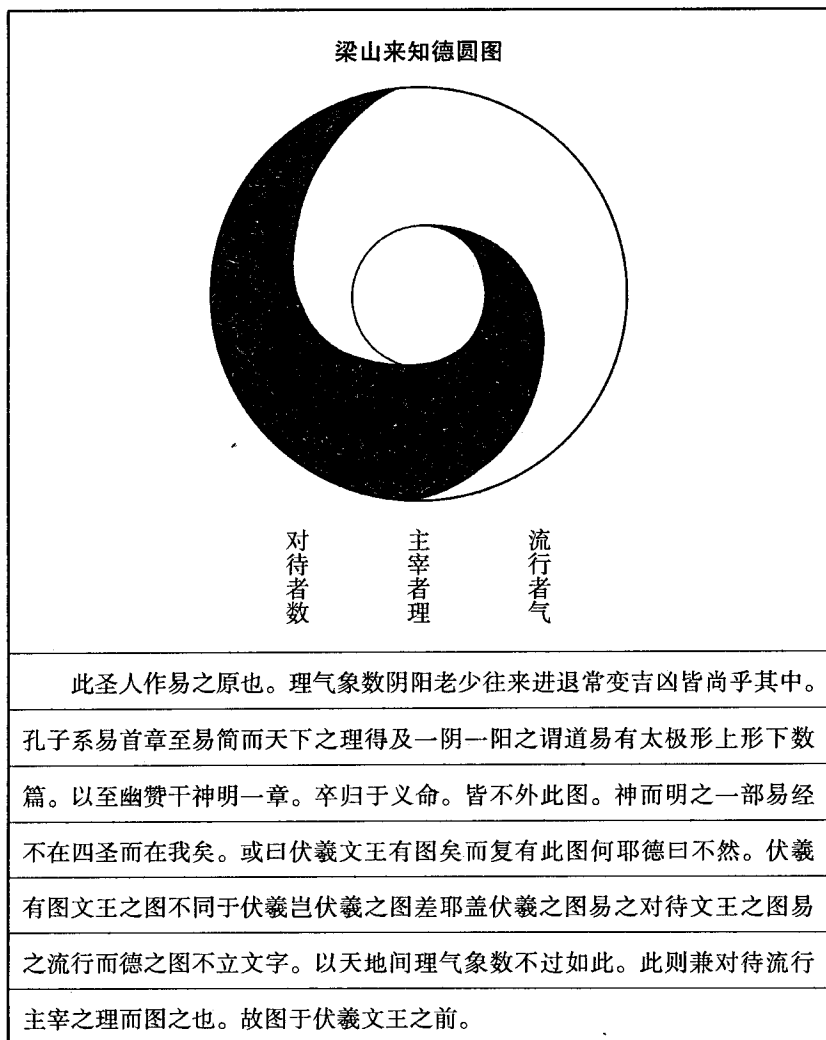 梁山来知德圆图
对待者数
主宰者理
流行者气
此圣人作易之原也。理气象数阴阳老少往来进退常变吉凶皆尚乎其中。
孔子系易首章至易简而天下之理得及一阴一阳之谓道易有太极形上形下数
篇。以至幽赞干神明一章。卒归于义命。皆不外此图。神而明之一部易经
不在四圣而在我矣。或曰伏羲文王有图矣而复有此图何耶德曰不然。伏羲
有图文王之图不同于伏羲岂伏羲之图差耶盖伏羲之图易之对待文王之图易
之流行而德之图不立文字。以天地间理气象数不过如此。此则兼对待流行
主宰之理而图之也。故图于伏羲文王之前。